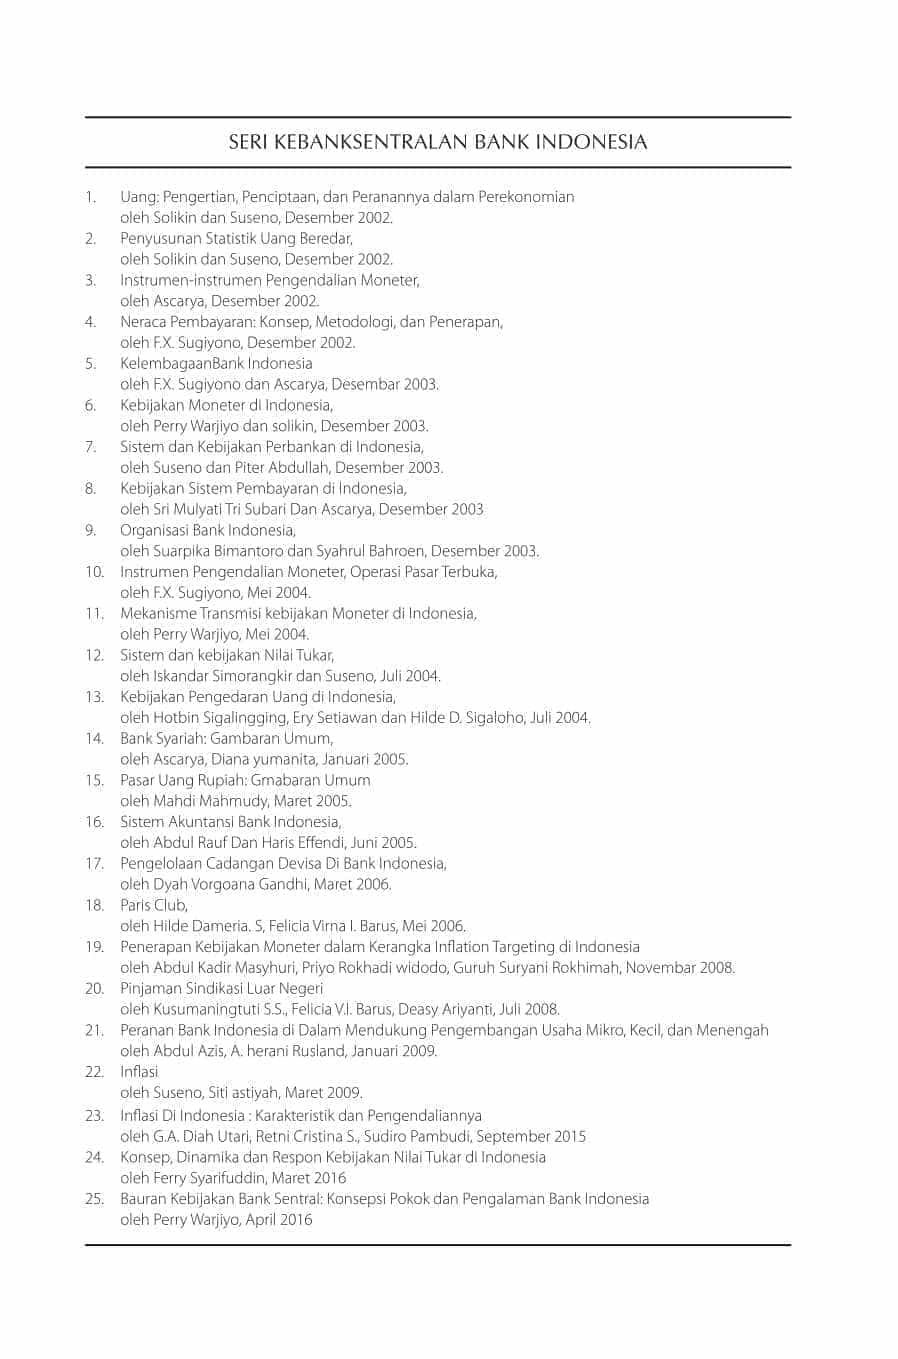 SERI KEBANKSENTRALAN BANK INDONESIA
1. Uang: Pengertian, Penciptaan, dan Peranannya dalam Perekonomian
oleh Solikin dan Suseno, Desember 2002.
2. Penyusunan Statistik Uang Beredar,
oleh Solikin dan Suseno, Desember 2002.
3. Instrumen-instrumen Pengendalian Moneter,
oleh Ascarya, Desember 2002.
4. Neraca Pembayaran: Konsep, Metodologi, dan Penerapan,
oleh F.X. Sugiyono, Desember 2002.
5. KelembagaanBank Indonesia
oleh F.X. Sugiyono dan Ascarya, Desembar 2003.
6. Kebijakan Moneter di Indonesia,
oleh Perry Warjiyo dan solikin, Desember 2003.
7. Sistem dan Kebijakan Perbankan di Indonesia,
oleh Suseno dan Piter Abdullah, Desember 2003.
8. Kebijakan Sistem Pembayaran di Indonesia,
oleh Sri Mulyati Tri Subari Dan Ascarya, Desember 2003
9. Organisasi Bank Indonesia,
oleh Suarpika Bimantoro dan Syahrul Bahroen, Desember 2003.
10. Instrumen Pengendalian Moneter, Operasi Pasar Terbuka,
oleh F.X. Sugiyono, Mei 2004.
11. Mekanisme Transmisi kebijakan Moneter di Indonesia,
oleh Perry Warjiyo, Mei 2004.
12. Sistem dan kebijakan Nilai Tukar,
oleh Iskandar Simorangkir dan Suseno, Juli 2004.
13. Kebijakan Pengedaran Uang di Indonesia,
oleh Hotbin Sigalingging, Ery Setiawan dan Hilde D. Sigaloho, Juli 2004.
14. Bank Syariah: Gambaran Umum,
oleh Ascarya, Diana yumanita, Januari 2005.
15. Pasar Uang Rupiah: Gmabaran Umum
oleh Mahdi Mahmudy, Maret 2005.
16. Sistem Akuntansi Bank Indonesia,
oleh Abdul Rauf Dan Haris Effendi, Juni 2005.
17. Pengelolaan Cadangan Devisa Di Bank Indonesia,
oleh Dyah Vorgoana Gandhi, Maret 2006.
18. Paris Club,
oleh Hilde Dameria. S, Felicia Virna I. Barus, Mei 2006.
19. Penerapan Kebijakan Moneter dalam Kerangka Inflation Targeting di Indonesia
oleh Abdul Kadir Masyhuri, Priyo Rokhadi widodo, Guruh Suryani Rokhimah, Novembar 2008.
20. Pinjaman Sindikasi Luar Negeri
oleh Kusumaningtuti S.S., Felicia V.I. Barus, Deasy Ariyanti, Juli 2008.
21. Peranan Bank Indonesia di Dalam Mendukung Pengembangan Usaha Mikro, Kecil, dan Menengah
oleh Abdul Azis, A. herani Rusland, Januari 2009.
22. Inflasi
oleh Suseno, Siti astiyah, Maret 2009.
23. Inflasi Di Indonesia : Karakteristik dan Pengendaliannya
oleh G.A. Diah Utari, Retni Cristina S., Sudiro Pambudi, September 2015
24. Konsep, Dinamika dan Respon Kebijakan Nilai Tukar di Indonesia
oleh Ferry Syarifuddin, Maret 2016
25. Bauran Kebijakan Bank Sentral: Konsepsi Pokok dan Pengalaman Bank Indonesia
oleh Perry Warjiyo, April 2016